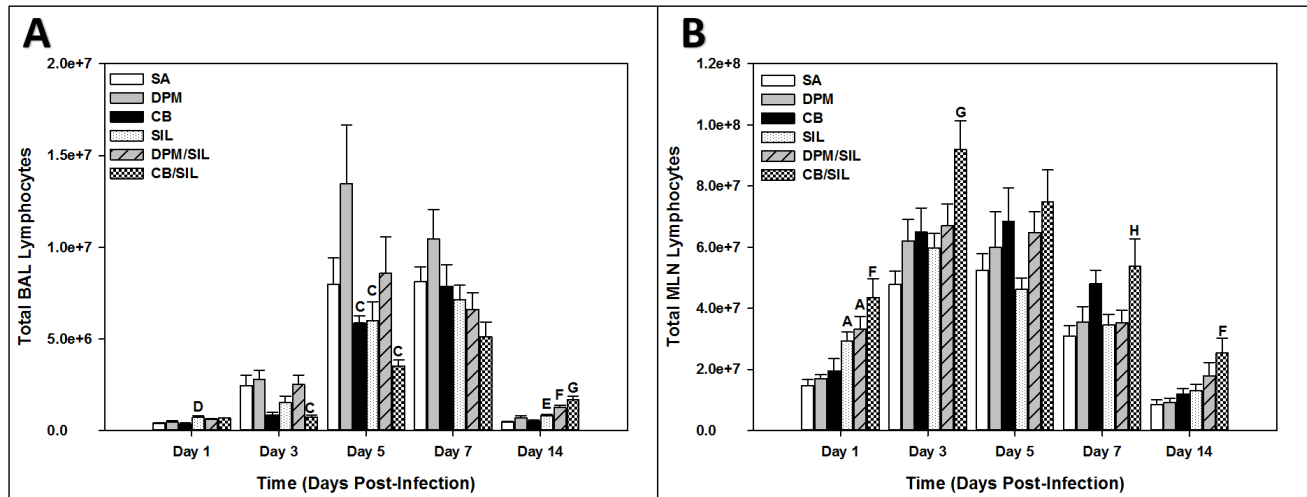 A
Total BAL Lymphocytes
2.0e+7
1.5e+7
1.0e+7
5.0e+6
0.0
SA
DPM
CB
SIL
DPM/SIL
CB/SIL
D
C
C
C
C
E
F
G
Day 1
Day 3
Day 5
Day 7
Day 14
Time (Days Post-Infection)
B
Total MLN Lymphocytes
1.2e+8
1.0e+8
8.0e+7
6.0e+7
4.0e+7
2.0e+7
0.0
SA
DPM
CB
SIL
DPM/SIL
CB/SIL
A
A
F
G
H
F
Day 1
Day 3
Day 5
Day 7
Day 14
Time (Days Post-Infection)